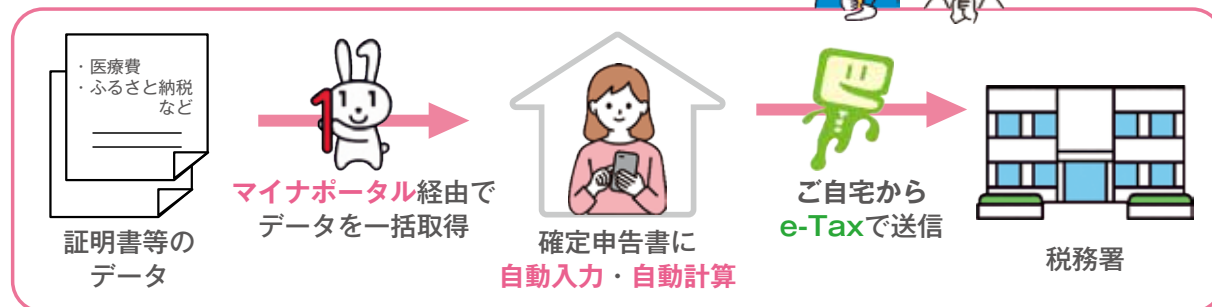 ・医療費
・ふるさと納税
など
証明書等の
データ
1
マイナポータル経由で
データを一括取得
確定申告書に
自動入力・自動計算
ご自宅から
e-Taxで送信
税務署